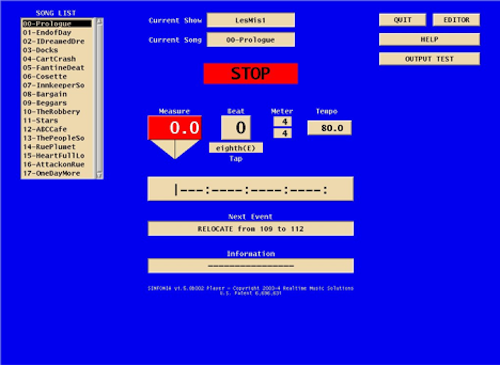 SONG LIST
00-Prologue
01-EndofDay
02-IDreamedDre
03-Docks
04-CartCrash
05-FantineDeat
06-Cosette
07-InnkeeperSo
08-Bargain
09-Beggars
10-TheRobbery
11-Stars
12-ABCCafe
13-ThePeopleSo
14-RuePlumet
15-HeartFullLo
16-AttackonRue
17-OneDayMore
Current Show LesMis1
Current Song 00-Prologue
QUIT EDITOR
HELP
OUTPUT TEST
STOP
Measure Beat Meter Tempo
0.0 0 4 80.0
4
eighth(E)
Tap
|---:----:----:----:
Next Event
RELOCATE from 109 to 112
Information
---------------
SINFONIA v1.5.8b302 Player - Copyright 2003-4 Realtime Music Solutions
U.S. Patent 6,696,631